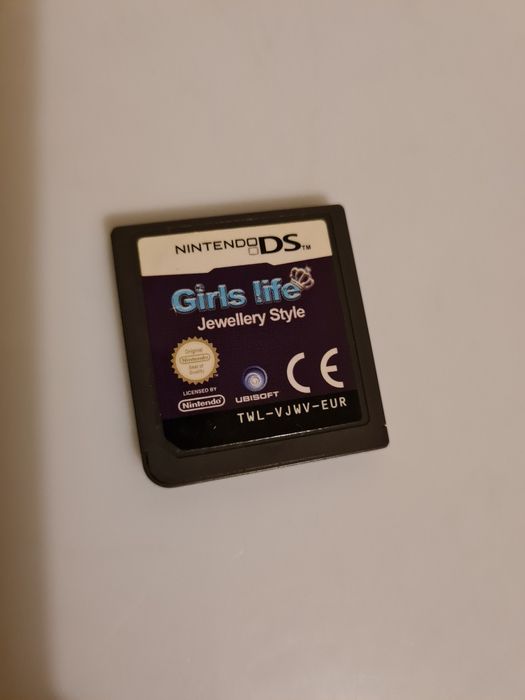 NINTENDO DS™
Girls life
Jewellery Style
Original
Nintendo
Seal of
Quality
LICENSED BY
Nintendo
UBISOFT
CE
TWL-VJWV-EUR